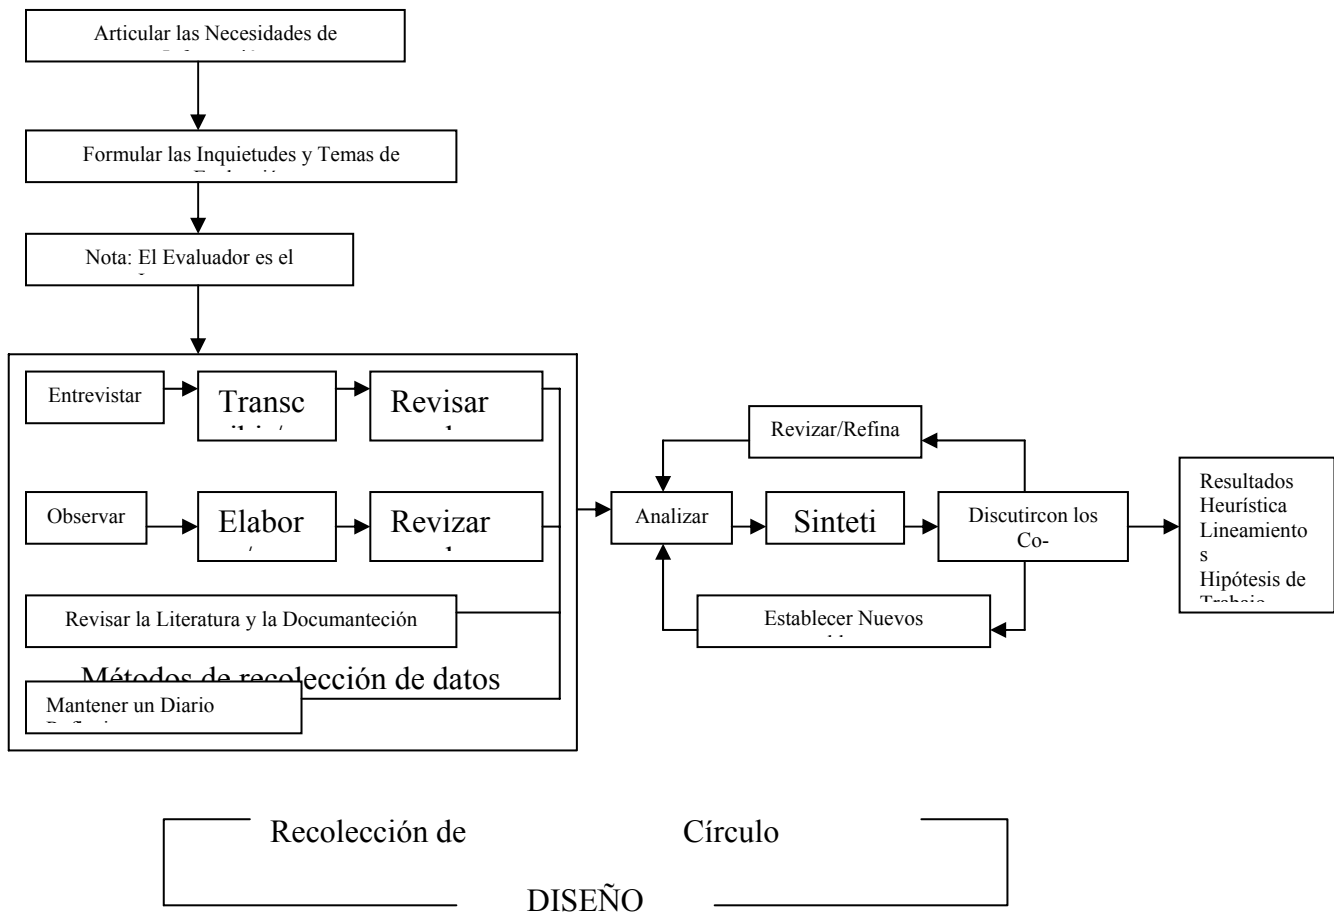 Articular las Necesidades de
Formular las Inquietudes y Temas de
Nota: El Evaluador es el
Entrevistar
Transc
Revisar
Observar
Elabor
Revizar
Revisar la Literatura y la Documanteción
Métodos de recolección de datos
Mantener un Diario
Revizar/Refina
Analizar
Sinteti
Discutircon los
Co-
Establecer Nuevos
Resultados
Heurística
Lineamiento
s
Hipótesis de
Recolección de
Círculo
DISEÑO